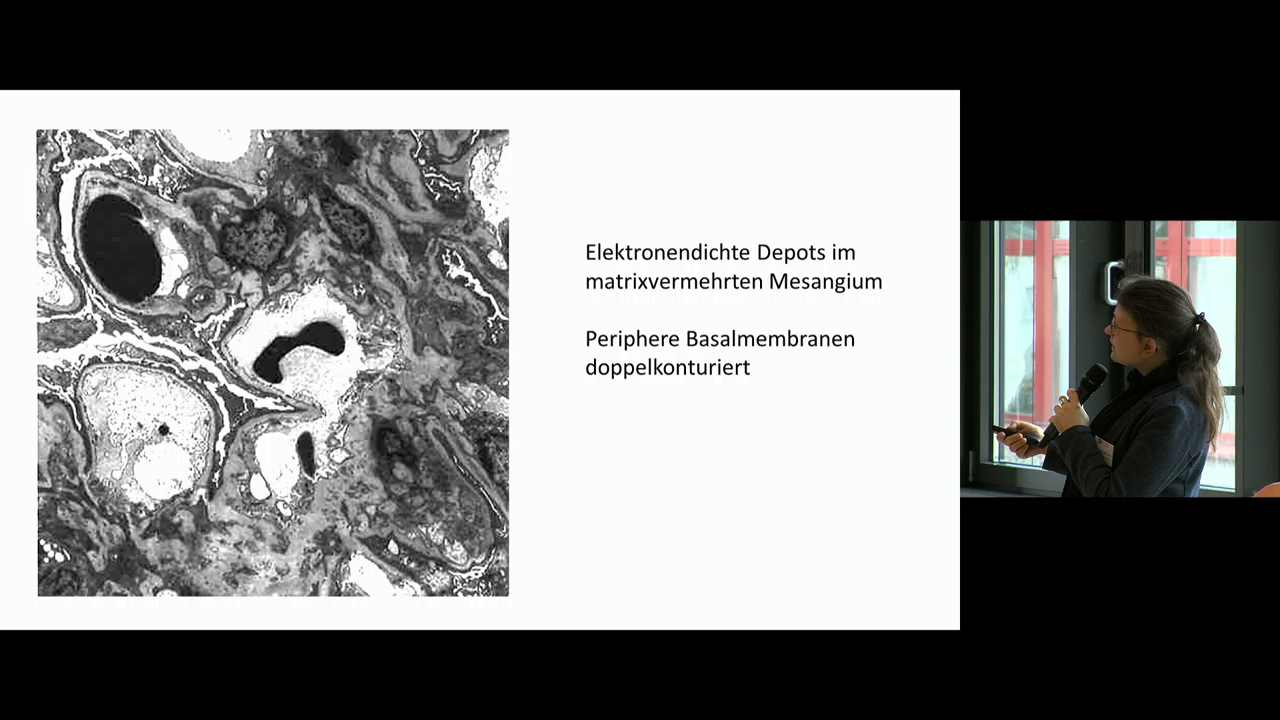 Elektronendichte Depots im
matrixvermehrten Mesangium
Periphere Basalmembranen
doppelkonturiert